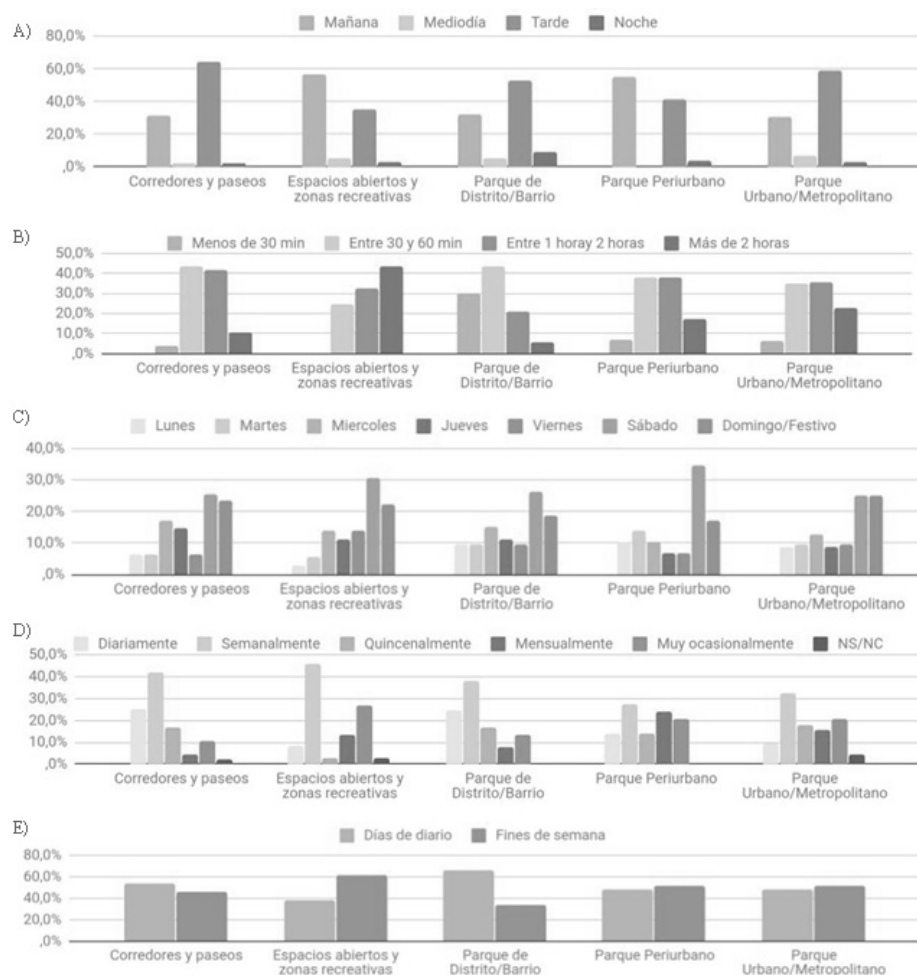 A)
Mañana Mediodía Tarde Noche
80,0%
60,0%
40,0%
20,0%
,0%
Corredores y paseos Espacios abiertos y zonas recreativas Parque de Distrito/Barrio Parque Periurbano Parque Urbano/Metropolitano
B)
Menos de 30 min Entre 30 y 60 min Entre 1 horay 2 horas Más de 2 horas
50,0%
40,0%
30,0%
20,0%
10,0%
,0%
Corredores y paseos Espacios abiertos y zonas recreativas Parque de Distrito/Barrio Parque Periurbano Parque Urbano/Metropolitano
C)
Lunes Martes Miercoles Jueves Viernes Sábado Domingo/Festivo
40,0%
30,0%
20,0%
10,0%
,0%
Corredores y paseos Espacios abiertos y zonas recreativas Parque de Distrito/Barrio Parque Periurbano Parque Urbano/Metropolitano
D)
Diariamente Semanalmente Quincenalmente Mensualmente Muy ocasionalmente NS/NC
50,0%
40,0%
30,0%
20,0%
10,0%
,0%
Corredores y paseos Espacios abiertos y zonas recreativas Parque de Distrito/Barrio Parque Periurbano Parque Urbano/Metropolitano
E)
Días de diario Fines de semana
80,0%
60,0%
40,0%
20,0%
,0%
Corredores y paseos Espacios abiertos y zonas recreativas Parque de Distrito/Barrio Parque Periurbano Parque Urbano/Metropolitano